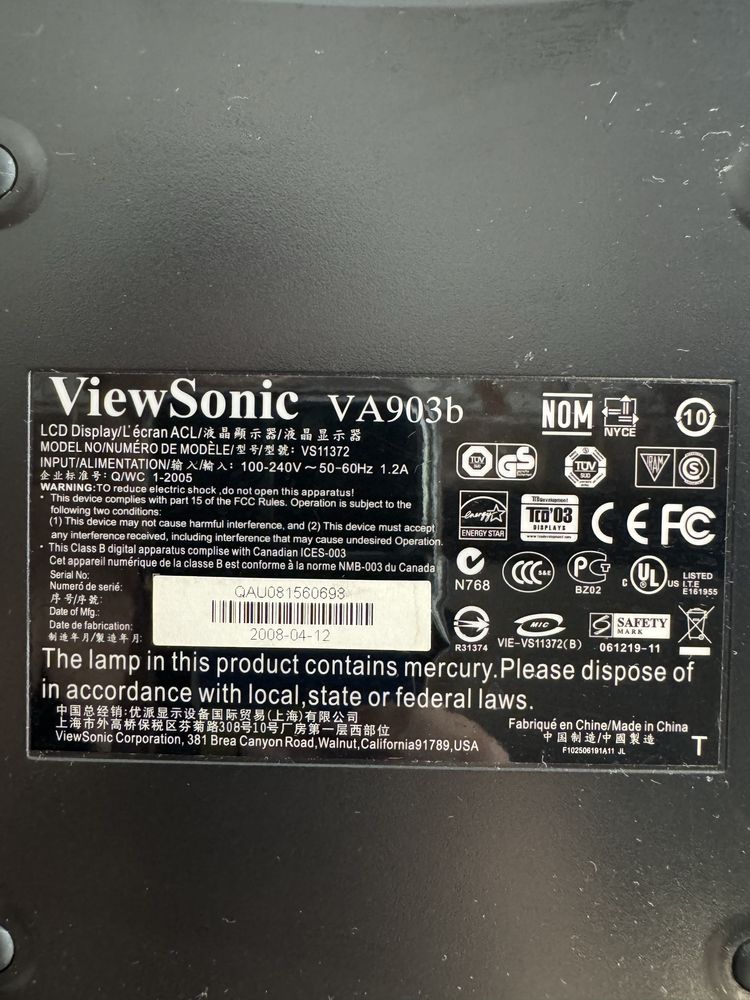 ViewSonic VA903b
LCD Display/L'écran ACL/液晶顯示器/液晶显示器
MODEL NO/NUMÉRO DE MODÈLE/型号/型號: VS11372
INPUT/ALIMENTATION/输入/輸入: 100-240V ~ 50-60Hz 1.2A
企业标准号: Q/WC 1-2005
WARNING:TO reduce electric shock ,do not open this apparatus!
• This device complies with part 15 of the FCC Rules. Operation is subject to the
following two conditions:
(1) This device may not cause harmful interference, and (2) This device must accept
any interference received, including interference that may cause undesired Operation.
• This Class B digital apparatus complise with Canadian ICES-003
Cet appareil numérique de la classe B est conforme à la norme NMB-003 du Canada
Serial No:
Numéro de serié:
序号/序號:
Date of Mfg.:
Date de fabrication:
制造年月/製造年月:
QAU081560698
2008-04-12
NOM
NYCE
10
TUV
GS
TUV
VRAM
S
energy
ENERGY STAR
TCODevelopment
TCO'03
DISPLAYS
CE FC
N768
CCC S&E
PCT
BZ02
C UL US LISTED
I.T.E
E161955
R31374
MIC
VIE-VS11372(B)
S SAFETY
MARK
061219-11
The lamp in this product contains mercury.Please dispose of
in accordance with local,state or federal laws.
中国总经销:优派显示设备国际贸易(上海)有限公司
上海市外高桥保税区芬菊路308号10号厂房第一层西部位
ViewSonic Corporation, 381 Brea Canyon Road,Walnut,California91789,USA
Fabriqué en Chine/Made in China
中国制造/中國製造
F102506191A11 JL
T